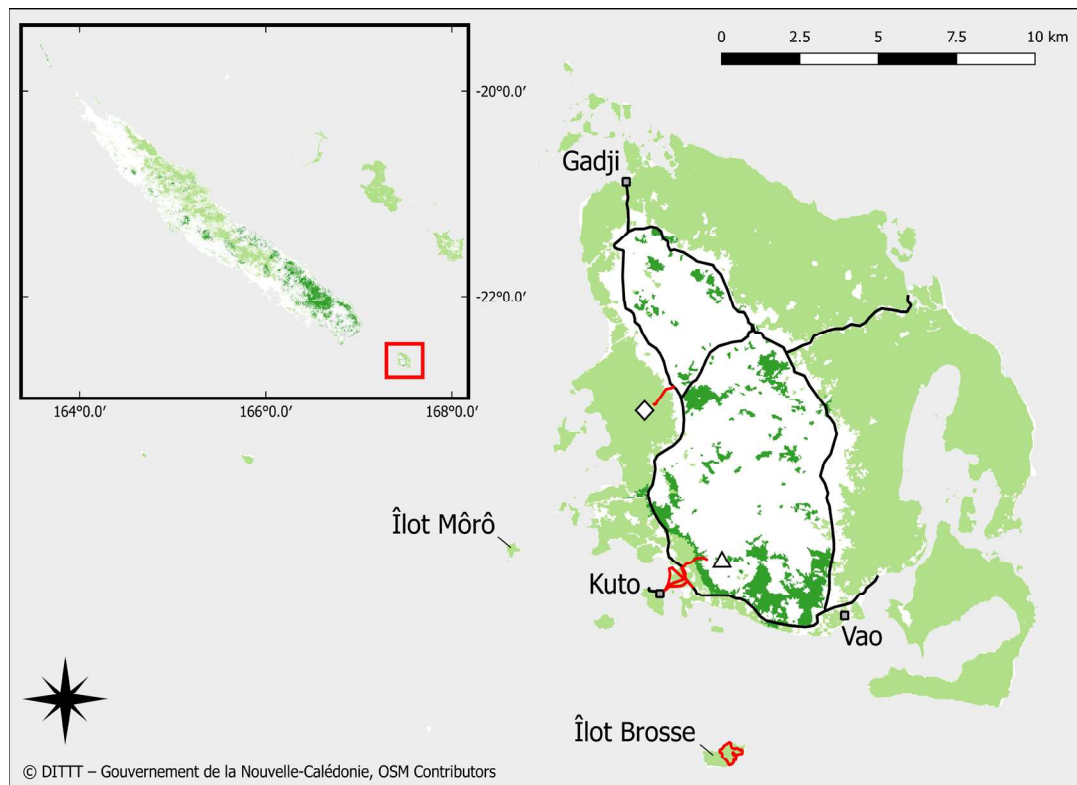 0 2.5 5 7.5 10 km
-20°0.0′
Gadji
-22°0.0′
164°0.0′ 166°0.0′ 168°0.0′
Îlot Môrô
Kuto
Vao
Îlot Brosse
© DITTT – Gouvernement de la Nouvelle-Calédonie, OSM Contributors